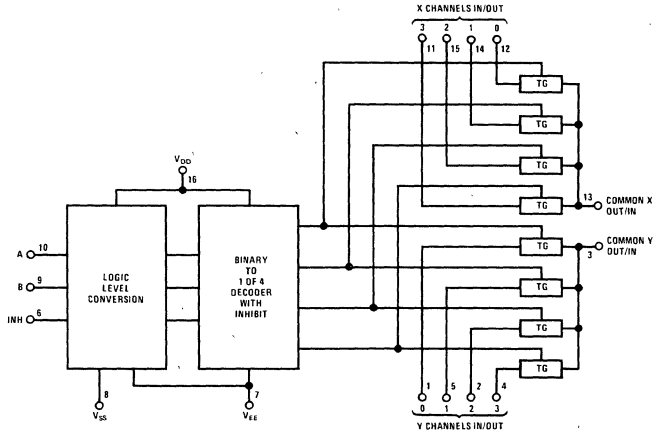 X CHANNELS IN/OUT
3 2 1 0
11 15 14 12
TG
TG
TG
TG
13
COMMON X
OUT/IN
VDD
16
A 10
B 9
INH 6
LOGIC
LEVEL
CONVERSION
BINARY
TO
1 OF 4
DECODER
WITH
INHIBIT
TG
TG
TG
TG
3
COMMON Y
OUT/IN
8
VSS
7
VEE
1 5 2 4
0 1 2 3
Y CHANNELS IN/OUT